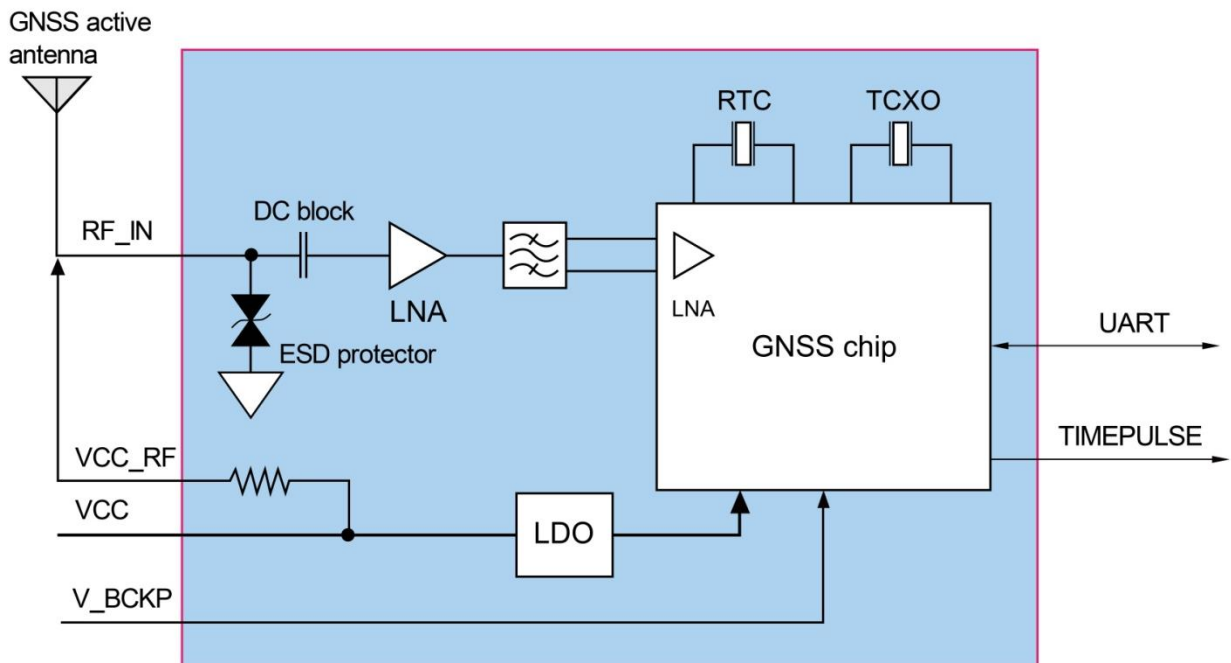 GNSS active
antenna
RTC
TCXO
DC block
RF_IN
LNA
LNA
ESD protector
GNSS chip
UART
TIMEPULSE
VCC_RF
VCC
LDO
V_BCKP